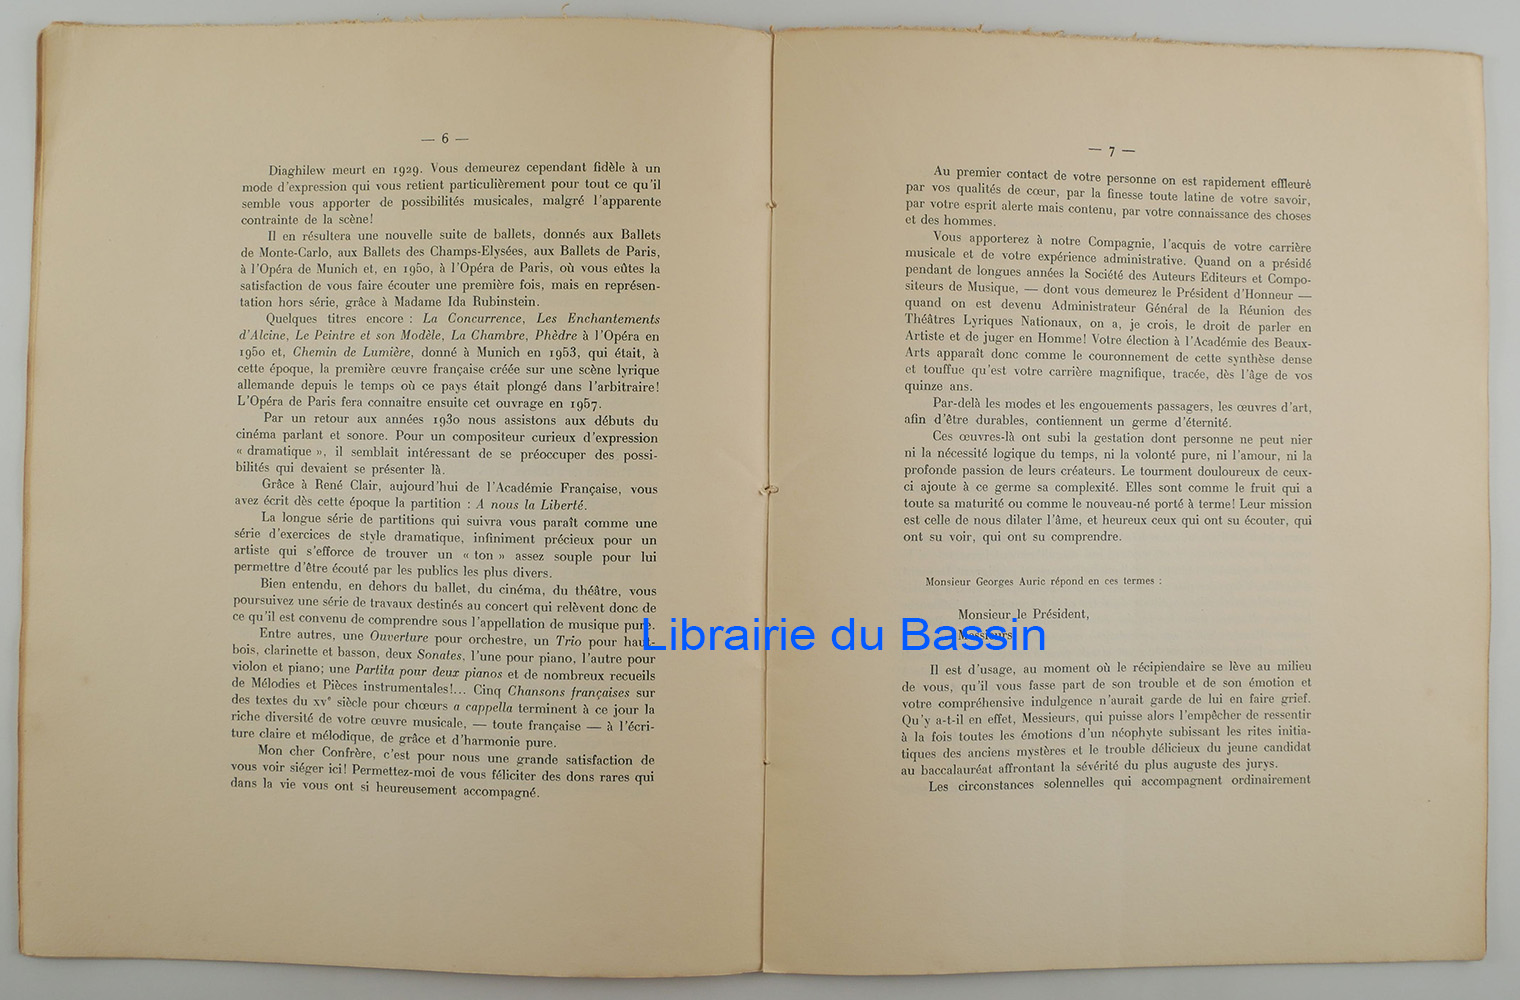 — 6 —
Diaghilew meurt en 1929. Vous demeurez cependant fidèle à un
mode d'expression qui vous retient particulièrement pour tout ce qu'il
semble vous apporter de possibilités musicales, malgré l'apparente
contrainte de la scène!
Il en résultera une nouvelle suite de ballets, donnés aux Ballets
de Monte-Carlo, aux Ballets des Champs-Elysées, aux Ballets de Paris,
à l'Opéra de Munich et, en 1950, à l'Opéra de Paris, où vous eûtes la
satisfaction de vous faire écouter une première fois, mais en représen-
tation hors série, grâce à Madame Ida Rubinstein.
Quelques titres encore : La Concurrence, Les Enchantements
d'Alcine, Le Peintre et son Modèle, La Chambre, Phèdre à l'Opéra en
1950 et, Chemin de Lumière, donné à Munich en 1953, qui était, à
cette époque, la première œuvre française créée sur une scène lyrique
allemande depuis le temps où ce pays était plongé dans l'arbitraire!
L'Opéra de Paris fera connaitre ensuite cet ouvrage en 1957.
Par un retour aux années 1930 nous assistons aux débuts du
cinéma parlant et sonore. Pour un compositeur curieux d'expression
« dramatique », il semblait intéressant de se préoccuper des possi-
bilités qui devaient se présenter là.
Grâce à René Clair, aujourd'hui de l'Académie Française, vous
avez écrit dès cette époque la partition : A nous la Liberté.
La longue série de partitions qui suivra vous paraît comme une
série d'exercices de style dramatique, infiniment précieux pour un
artiste qui s'efforce de trouver un « ton » assez souple pour lui
permettre d'être écouté par les publics les plus divers.
Bien entendu, en dehors du ballet, du cinéma, du théâtre, vous
poursuivez une série de travaux destinés au concert qui relèvent donc de
ce qu'il est convenu de comprendre sous l'appellation de musique pure.
Entre autres, une Ouverture pour orchestre, un Trio pour haut-
bois, clarinette et basson, deux Sonates, l'une pour piano, l'autre pour
violon et piano; une Partita pour deux pianos et de nombreux recueils
de Mélodies et Pièces instrumentales!... Cinq Chansons françaises sur
des textes du XVe siècle pour chœurs a cappella terminent à ce jour la
riche diversité de votre œuvre musicale, — toute française — à l'écri-
ture claire et mélodique, de grâce et d'harmonie pure.
Mon cher Confrère, c'est pour nous une grande satisfaction de
vous voir siéger ici! Permettez-moi de vous féliciter des dons rares qui
dans la vie vous ont si heureusement accompagné.
— 7 —
Au premier contact de votre personne on est rapidement effleuré
par vos qualités de cœur, par la finesse toute latine de votre savoir,
par votre esprit alerte mais contenu, par votre connaissance des choses
et des hommes.
Vous apporterez à notre Compagnie, l'acquis de votre carrière
musicale et de votre expérience administrative. Quand on a présidé
pendant de longues années la Société des Auteurs Editeurs et Compo-
siteurs de Musique, — dont vous demeurez le Président d'Honneur —
quand on est devenu Administrateur Général de la Réunion des
Théâtres Lyriques Nationaux, on a, je crois, le droit de parler en
Artiste et de juger en Homme! Votre élection à l'Académie des Beaux-
Arts apparaît donc comme le couronnement de cette synthèse dense
et touffue qu'est votre carrière magnifique, tracée, dès l'âge de vos
quinze ans.
Par-delà les modes et les engouements passagers, les œuvres d'art,
afin d'être durables, contiennent un germe d'éternité.
Ces œuvres-là ont subi la gestation dont personne ne peut nier
ni la nécessité logique du temps, ni la volonté pure, ni l'amour, ni la
profonde passion de leurs créateurs. Le tourment douloureux de ceux-
ci ajoute à ce germe sa complexité. Elles sont comme le fruit qui a
toute sa maturité ou comme le nouveau-né porté à terme! Leur mission
est celle de nous dilater l'âme, et heureux ceux qui ont su écouter, qui
ont su voir, qui ont su comprendre.
Monsieur Georges Auric répond en ces termes :
Monsieur le Président,
Messieurs,
Librairie du Bassin
Il est d'usage, au moment où le récipiendaire se lève au milieu
de vous, qu'il vous fasse part de son trouble et de son émotion et
votre compréhensive indulgence n'aurait garde de lui en faire grief.
Qu'y a-t-il en effet, Messieurs, qui puisse alors l'empêcher de ressentir
à la fois toutes les émotions d'un néophyte subissant les rites initia-
tiques des anciens mystères et le trouble délicieux du jeune candidat
au baccalauréat affrontant la sévérité du plus auguste des jurys.
Les circonstances solennelles qui accompagnent ordinairement